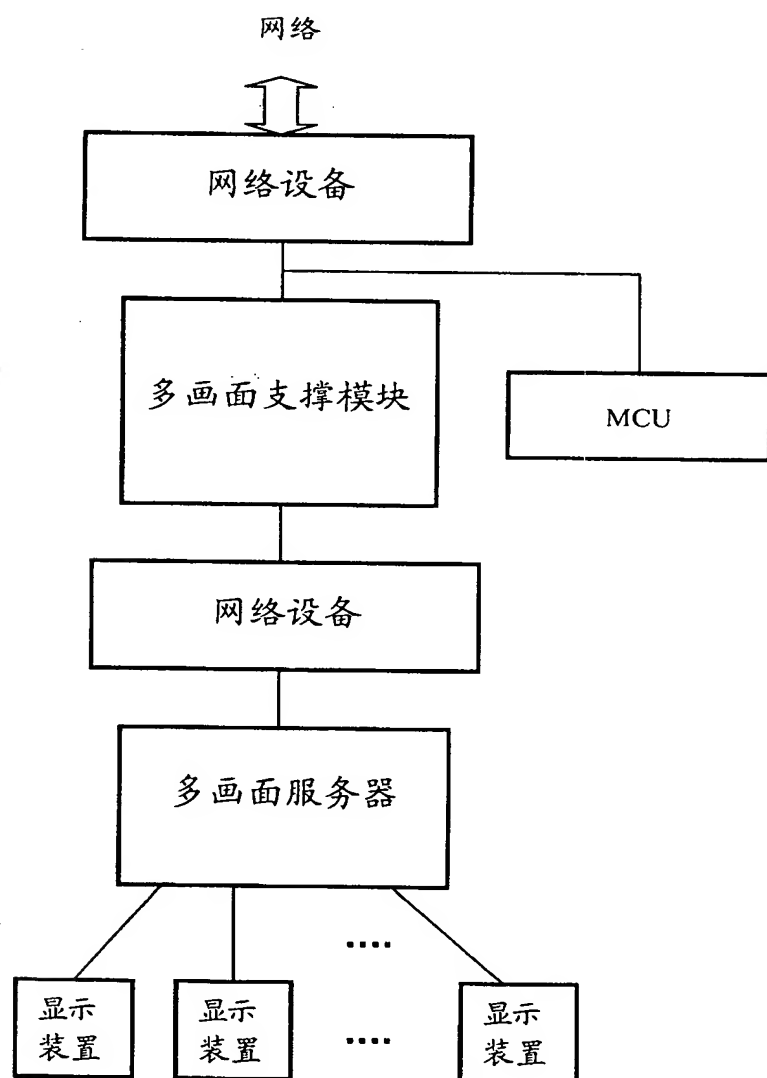 网络
网络设备
多画面支撑模块
MCU
网络设备
多画面服务器
....
显示
装置
显示
装置
....
显示
装置